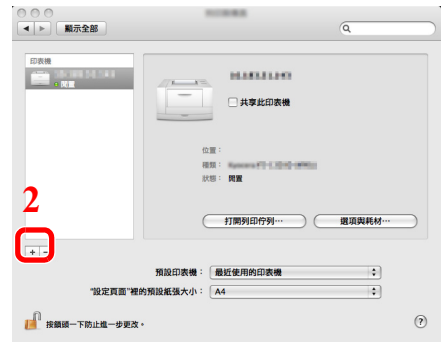 顯示全部
印表機
閒置
共享此印表機
位置：
種類：
狀態： 閒置
2
打開列印佇列⋯ 選項與耗材⋯
+ -
預設印表機： 最近使用的印表機
“設定頁面”裡的預設紙張大小： A4
按鎖頭一下防止進一步更改。
?